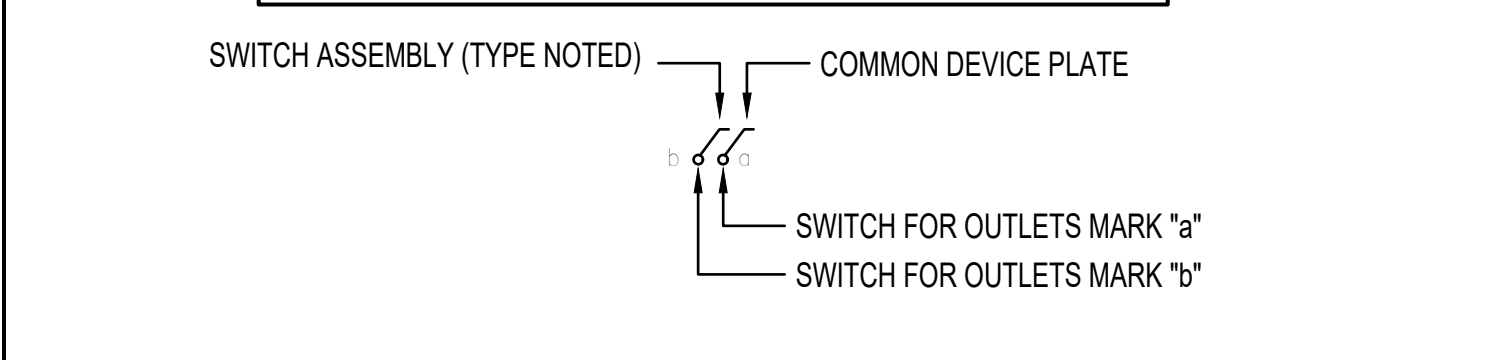 SWITCH ASSEMBLY (TYPE NOTED)
COMMON DEVICE PLATE
b
a
SWITCH FOR OUTLETS MARK "a"
SWITCH FOR OUTLETS MARK "b"